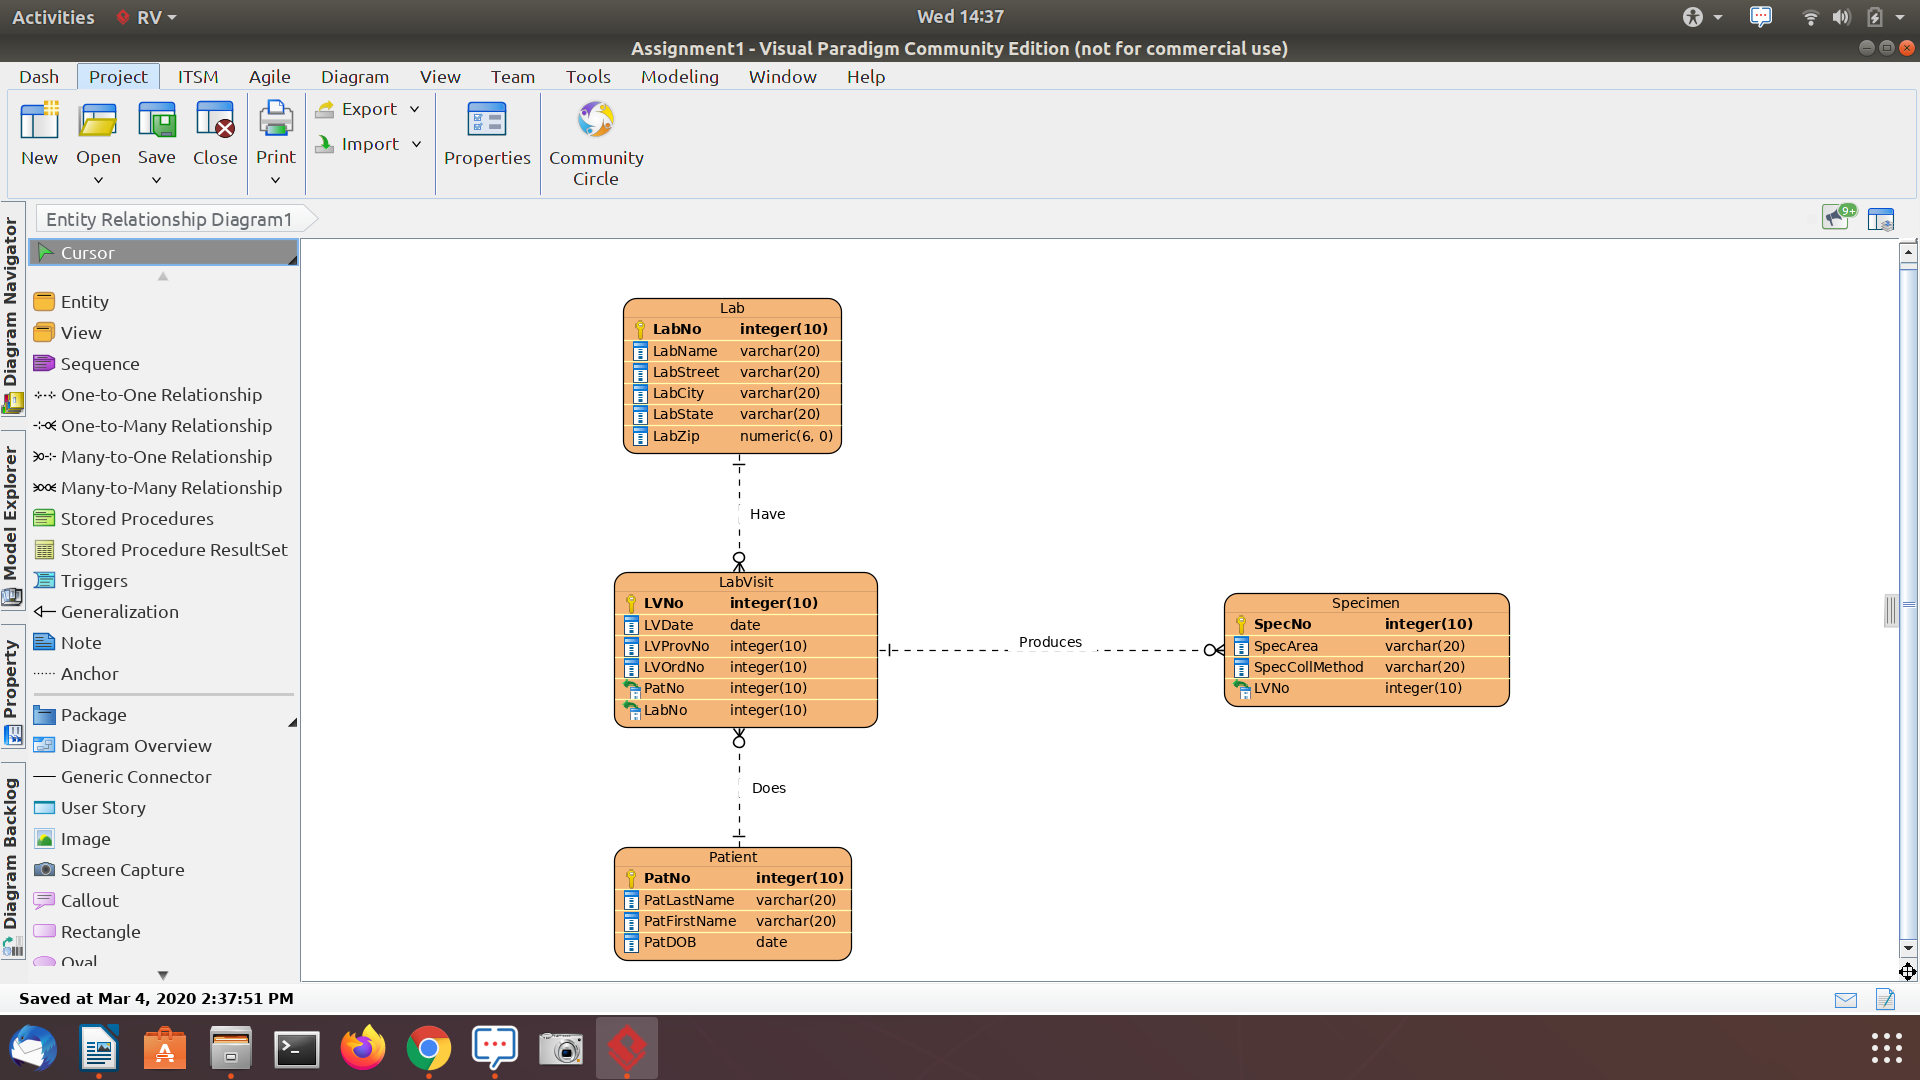 Activities
RV
Wed 14:37
Assignment1 - Visual Paradigm Community Edition (not for commercial use)
Dash Project ITSM Agile Diagram View Team Tools Modeling Window Help
New
Open
Save
Close
Print
Export
Import
Properties
Community
Circle
Entity Relationship Diagram1
9+
Diagram Navigator
Model Explorer
Property
Diagram Backlog
Cursor
Entity
View
Sequence
One-to-One Relationship
One-to-Many Relationship
Many-to-One Relationship
Many-to-Many Relationship
Stored Procedures
Stored Procedure ResultSet
Triggers
Generalization
Note
Anchor
Package
Diagram Overview
Generic Connector
User Story
Image
Screen Capture
Callout
Rectangle
Oval
Lab
LabNo integer(10)
LabName varchar(20)
LabStreet varchar(20)
LabCity varchar(20)
LabState varchar(20)
LabZip numeric(6, 0)
Have
LabVisit
LVNo integer(10)
LVDate date
LVProvNo integer(10)
LVOrdNo integer(10)
PatNo integer(10)
LabNo integer(10)
Produces
Specimen
SpecNo integer(10)
SpecArea varchar(20)
SpecCollMethod varchar(20)
LVNo integer(10)
Does
Patient
PatNo integer(10)
PatLastName varchar(20)
PatFirstName varchar(20)
PatDOB date
Saved at Mar 4, 2020 2:37:51 PM